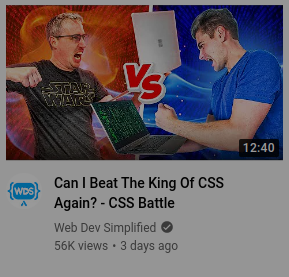 STAR
WARS
VS
12:40
WDS
Can I Beat The King Of CSS
Again? - CSS Battle
Web Dev Simplified
56K views • 3 days ago